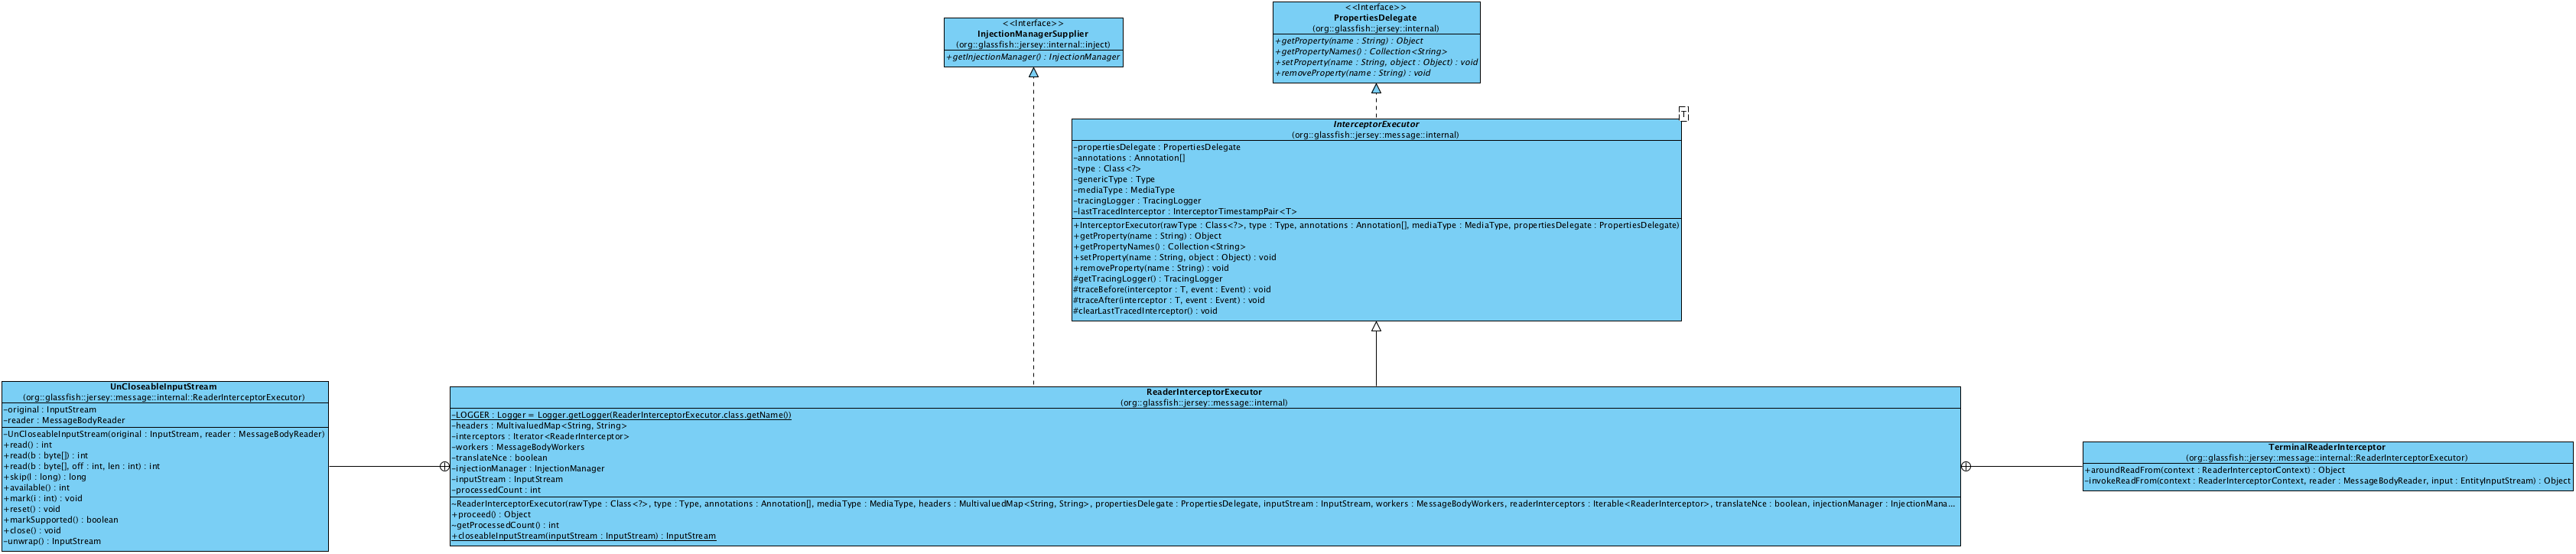 <<Interface>>
InjectionManagerSupplier
(org::glassfish::jersey::internal::inject)
+getInjectionManager() : InjectionManager
<<Interface>>
PropertiesDelegate
(org::glassfish::jersey::internal)
+getProperty(name : String) : Object
+getPropertyNames() : Collection<String>
+setProperty(name : String, object : Object) : void
+removeProperty(name : String) : void
T
InterceptorExecutor
(org::glassfish::jersey::message::internal)
-propertiesDelegate : PropertiesDelegate
-annotations : Annotation[]
-type : Class<?>
-genericType : Type
-mediaType : MediaType
-tracingLogger : TracingLogger
-lastTracedInterceptor : InterceptorTimestampPair<T>
+InterceptorExecutor(rawType : Class<?>, type : Type, annotations : Annotation[], mediaType : MediaType, propertiesDelegate : PropertiesDelegate)
+getProperty(name : String) : Object
+getPropertyNames() : Collection<String>
+setProperty(name : String, object : Object) : void
+removeProperty(name : String) : void
#getTracingLogger() : TracingLogger
#traceBefore(interceptor : T, event : Event) : void
#traceAfter(interceptor : T, event : Event) : void
#clearLastTracedInterceptor() : void
UnCloseableInputStream
(org::glassfish::jersey::message::internal::ReaderInterceptorExecutor)
-original : InputStream
-reader : MessageBodyReader
-UnCloseableInputStream(original : InputStream, reader : MessageBodyReader)
+read() : int
+read(b : byte[]) : int
+read(b : byte[], off : int, len : int) : int
+skip(l : long) : long
+available() : int
+mark(i : int) : void
+reset() : void
+markSupported() : boolean
+close() : void
-unwrap() : InputStream
ReaderInterceptorExecutor
(org::glassfish::jersey::message::internal)
-LOGGER : Logger = Logger.getLogger(ReaderInterceptorExecutor.class.getName())
-headers : MultivaluedMap<String, String>
-interceptors : Iterator<ReaderInterceptor>
-workers : MessageBodyWorkers
-translateNce : boolean
-injectionManager : InjectionManager
-inputStream : InputStream
-processedCount : int
~ReaderInterceptorExecutor(rawType : Class<?>, type : Type, annotations : Annotation[], mediaType : MediaType, headers : MultivaluedMap<String, String>, propertiesDelegate : PropertiesDelegate, inputStream : InputStream, workers : MessageBodyWorkers, readerInterceptors : Iterable<ReaderInterceptor>, translateNce : boolean, injectionManager : InjectionMana...
+proceed() : Object
~getProcessedCount() : int
+closeableInputStream(inputStream : InputStream) : InputStream
TerminalReaderInterceptor
(org::glassfish::jersey::message::internal::ReaderInterceptorExecutor)
+aroundReadFrom(context : ReaderInterceptorContext) : Object
-invokeReadFrom(context : ReaderInterceptorContext, reader : MessageBodyReader, input : EntityInputStream) : Object